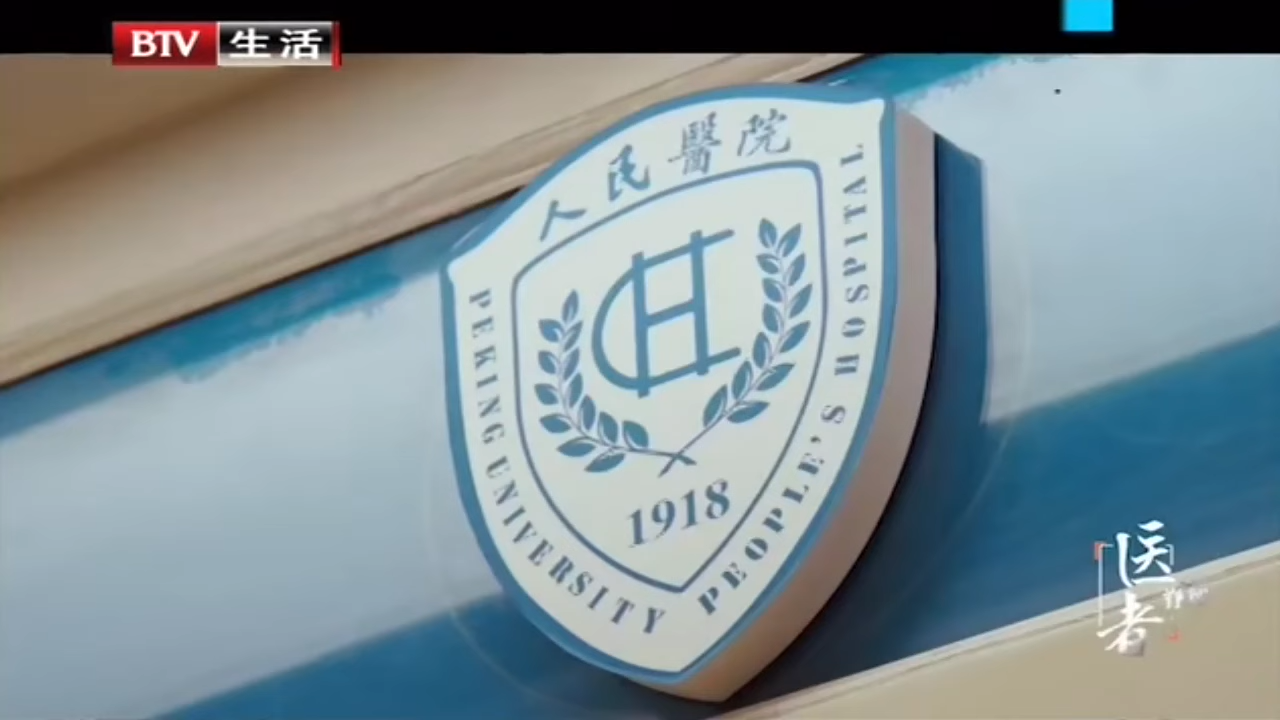 BTV 生活
人民醫院
PEKING UNIVERSITY PEOPLE'S HOSPITAL
1918
医者